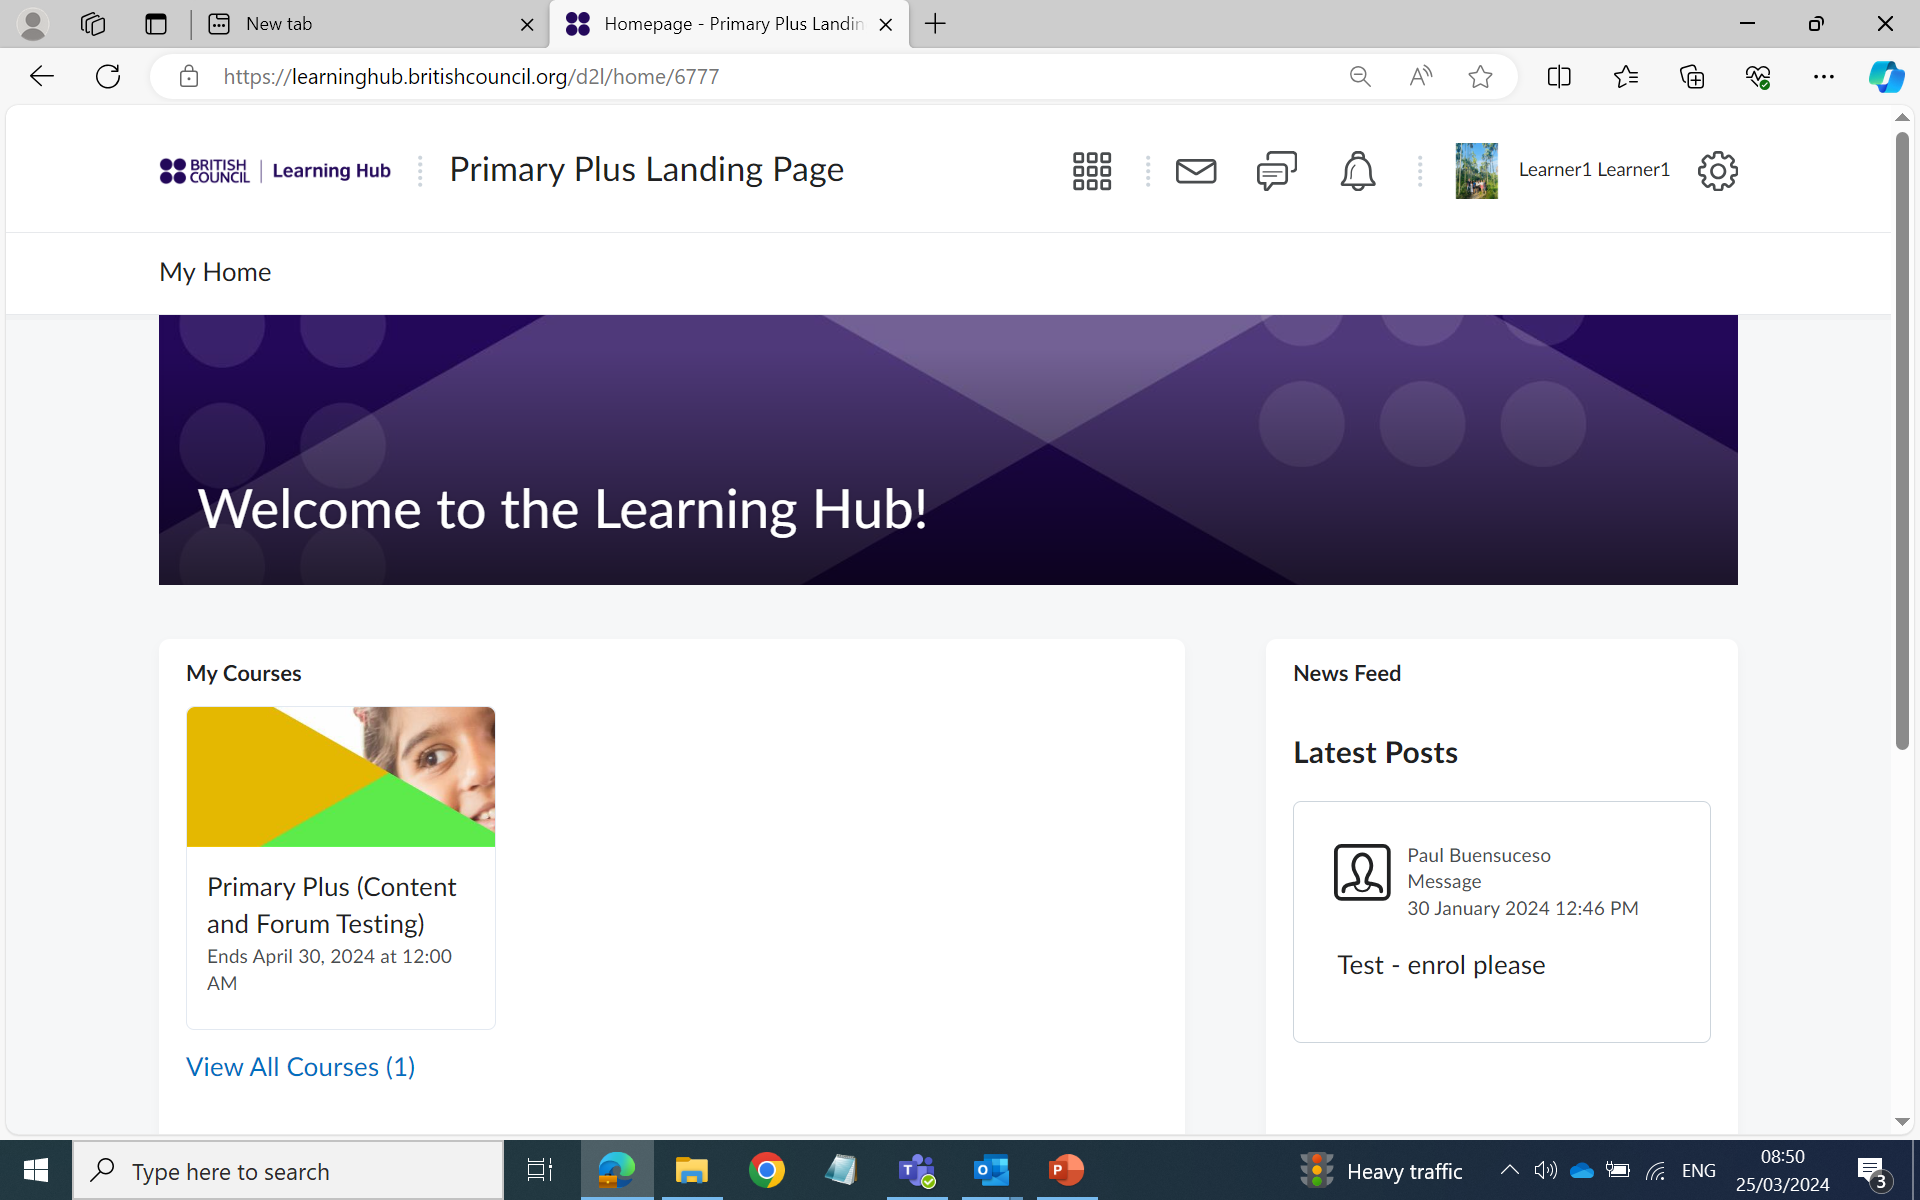 New tab
Homepage - Primary Plus Landin
https://learninghub.britishcouncil.org/d2l/home/6777
BRITISH
COUNCIL
Learning Hub
Primary Plus Landing Page
Learner1 Learner1
My Home
Welcome to the Learning Hub!
My Courses
Primary Plus (Content
and Forum Testing)
Ends April 30, 2024 at 12:00
AM
View All Courses (1)
News Feed
Latest Posts
Paul Buensuceso
Message
30 January 2024 12:46 PM
Test - enrol please
Type here to search
Heavy traffic
ENG
08:50
25/03/2024
3